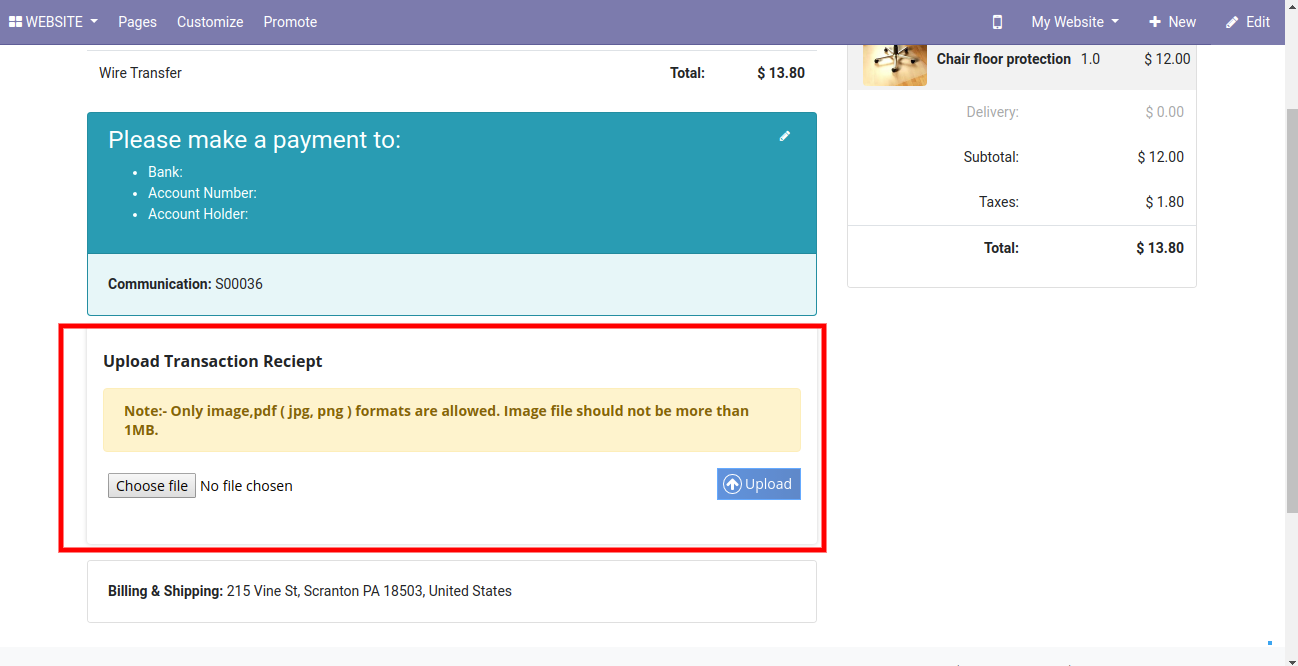 WEBSITE Pages Customize Promote My Website New Edit
Wire Transfer Total: $ 13.80
Please make a payment to:
Bank:
Account Number:
Account Holder:
Communication: S00036
Upload Transaction Reciept
Note:- Only image,pdf ( jpg, png ) formats are allowed. Image file should not be more than
1MB.
Choose file No file chosen
Upload
Billing & Shipping: 215 Vine St, Scranton PA 18503, United States
Chair floor protection 1.0 $ 12.00
Delivery: $ 0.00
Subtotal: $ 12.00
Taxes: $ 1.80
Total: $ 13.80